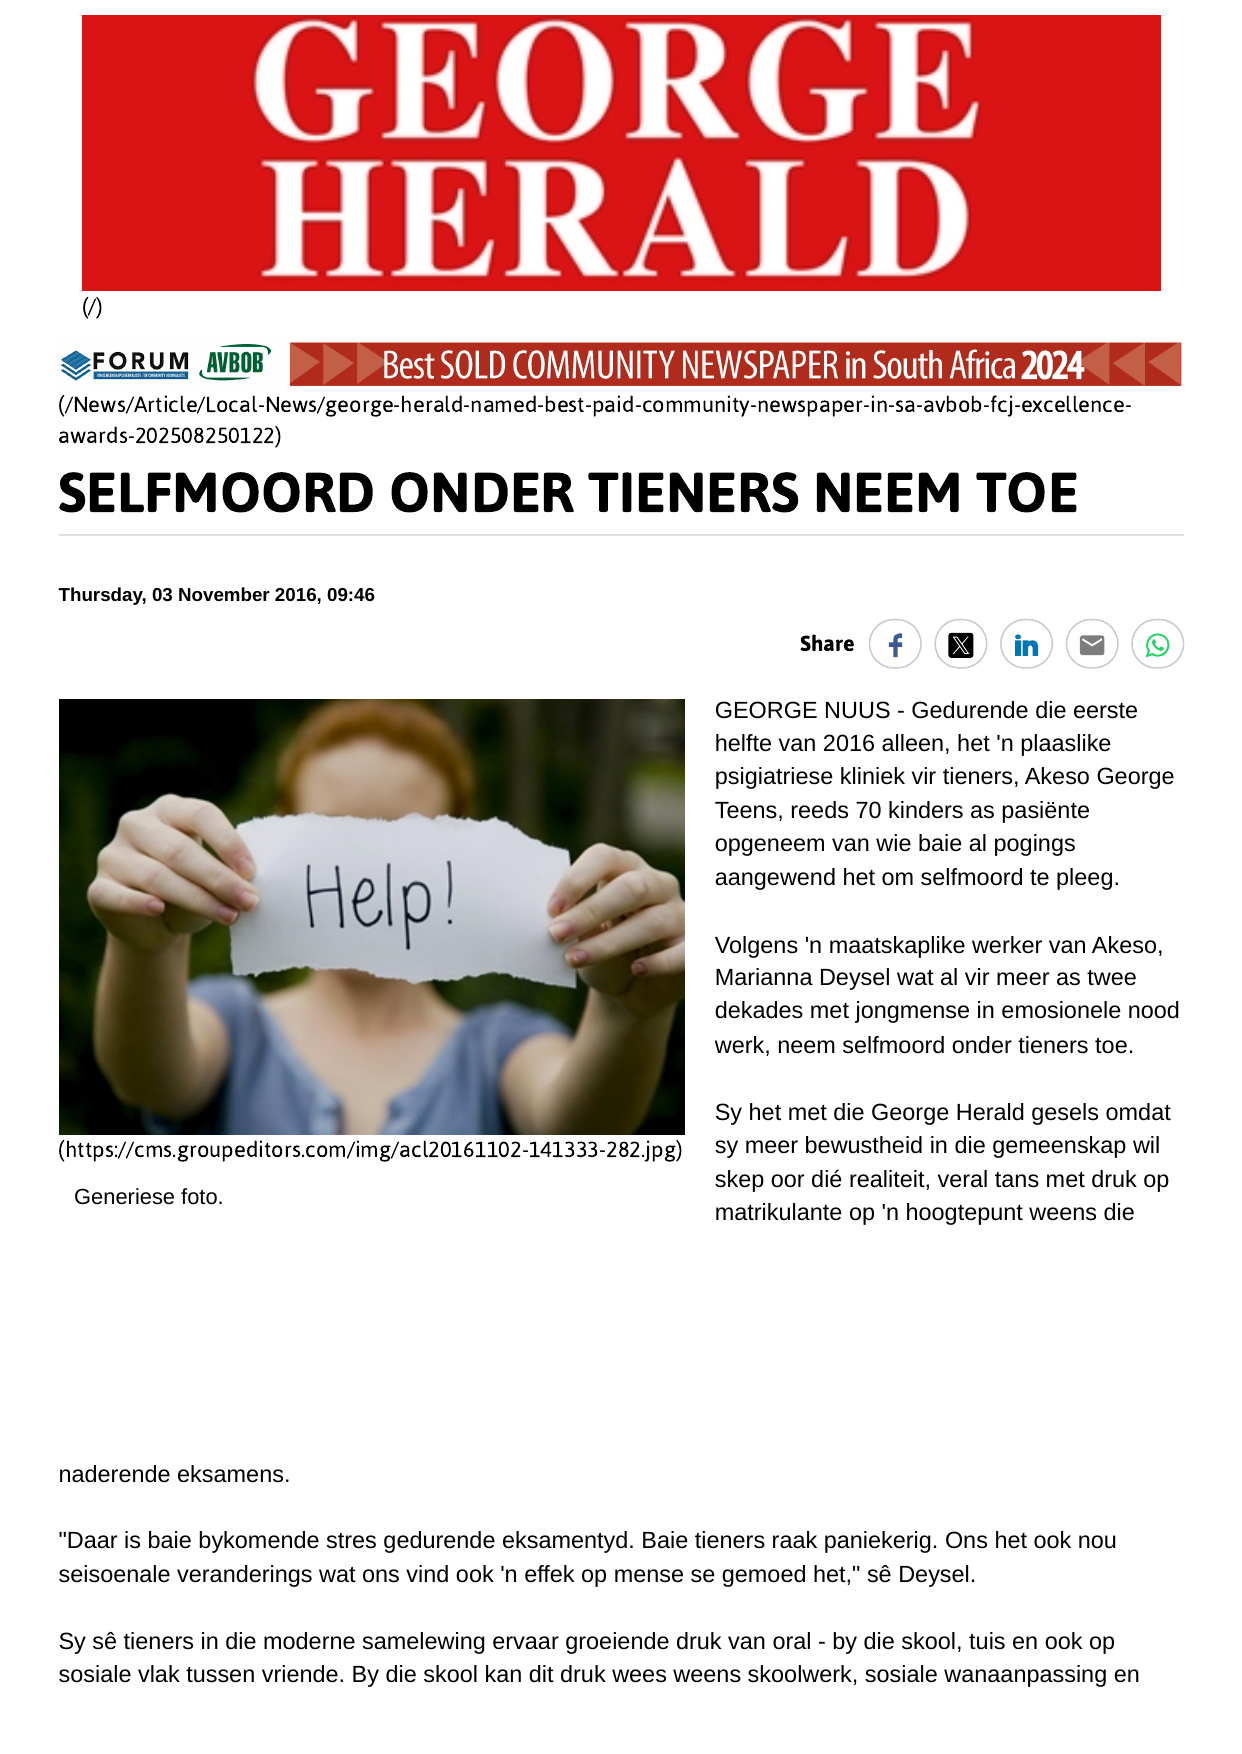 GEORGE
HERALD
(/)
FORUM AVBOB Best SOLD COMMUNITY NEWSPAPER in South Africa 2024
(/News/Article/Local-News/george-herald-named-best-paid-community-newspaper-in-sa-avbob-fcj-excellence-
awards-202508250122)
SELFMOORD ONDER TIENERS NEEM TOE
Thursday, 03 November 2016, 09:46
Share
Help!
(https://cms.groupeditors.com/img/acl20161102-141333-282.jpg)
Generiese foto.
GEORGE NUUS - Gedurende die eerste
helfte van 2016 alleen, het 'n plaaslike
psigiatriese kliniek vir tieners, Akeso George
Teens, reeds 70 kinders as pasiënte
opgeneem van wie baie al pogings
aangewend het om selfmoord te pleeg.
Volgens 'n maatskaplike werker van Akeso,
Marianna Deysel wat al vir meer as twee
dekades met jongmense in emosionele nood
werk, neem selfmoord onder tieners toe.
Sy het met die George Herald gesels omdat
sy meer bewustheid in die gemeenskap wil
skep oor dié realiteit, veral tans met druk op
matrikulante op 'n hoogtepunt weens die
naderende eksamens.
"Daar is baie bykomende stres gedurende eksamentyd. Baie tieners raak paniekerig. Ons het ook nou
seisoenale veranderings wat ons vind ook 'n effek op mense se gemoed het," sê Deysel.
Sy sê tieners in die moderne samelewing ervaar groeiende druk van oral - by die skool, tuis en ook op
sosiale vlak tussen vriende. By die skool kan dit druk wees weens skoolwerk, sosiale wanaanpassing en